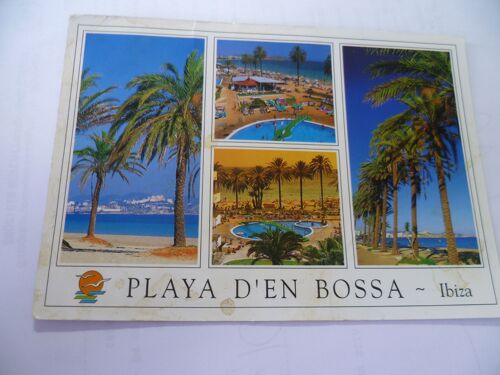 PLAYA D'EN BOSSA ~ Ibiza